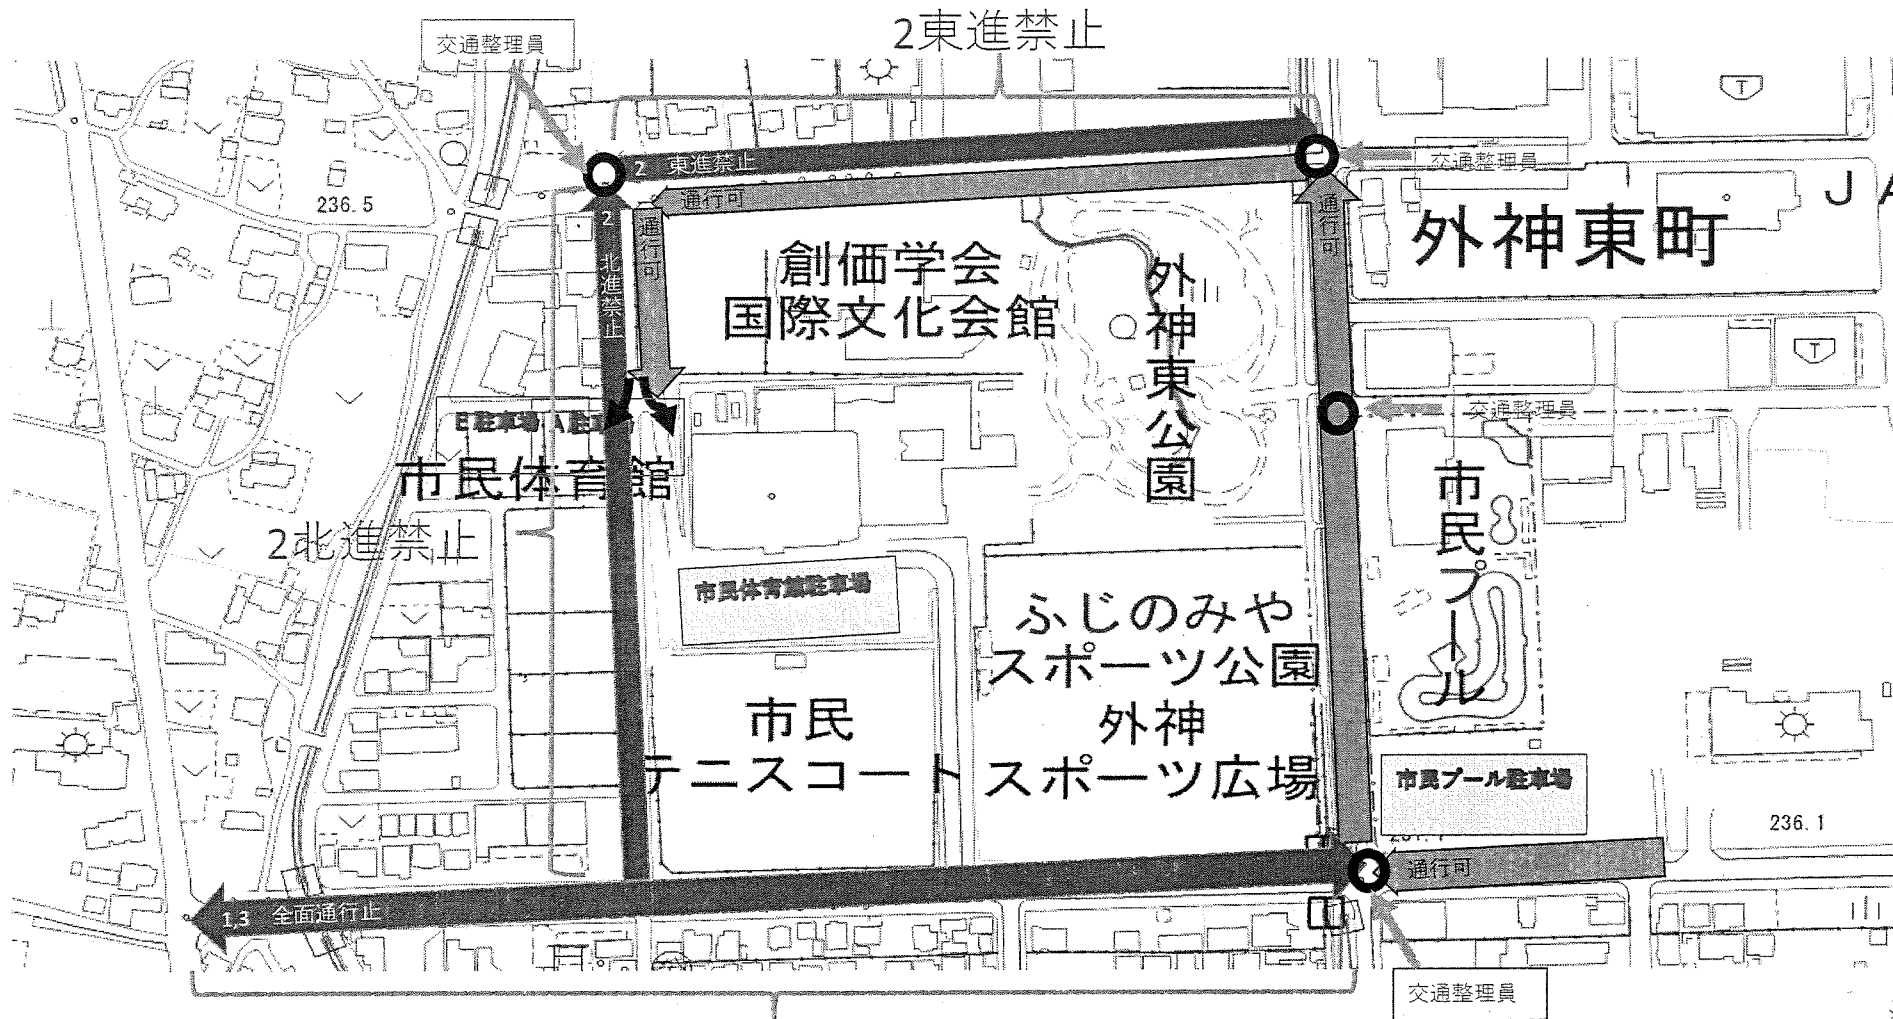 2東進禁止
交通整理員
2 東進禁止
交通整理員
通行可
236.5
2 北進禁止
通行可
通行可
外神東町
J A
創価学会
国際文化会館
外神東公園
E駐車場 A駐車場
交通整理員
市民体育館
市民プール
2北進禁止
市民体育館駐車場
ふじのみや
スポーツ公園
外神
スポーツ広場
市民
テニスコート
市民プール駐車場
236.1
通行可
1,3 全面通行止
交通整理員